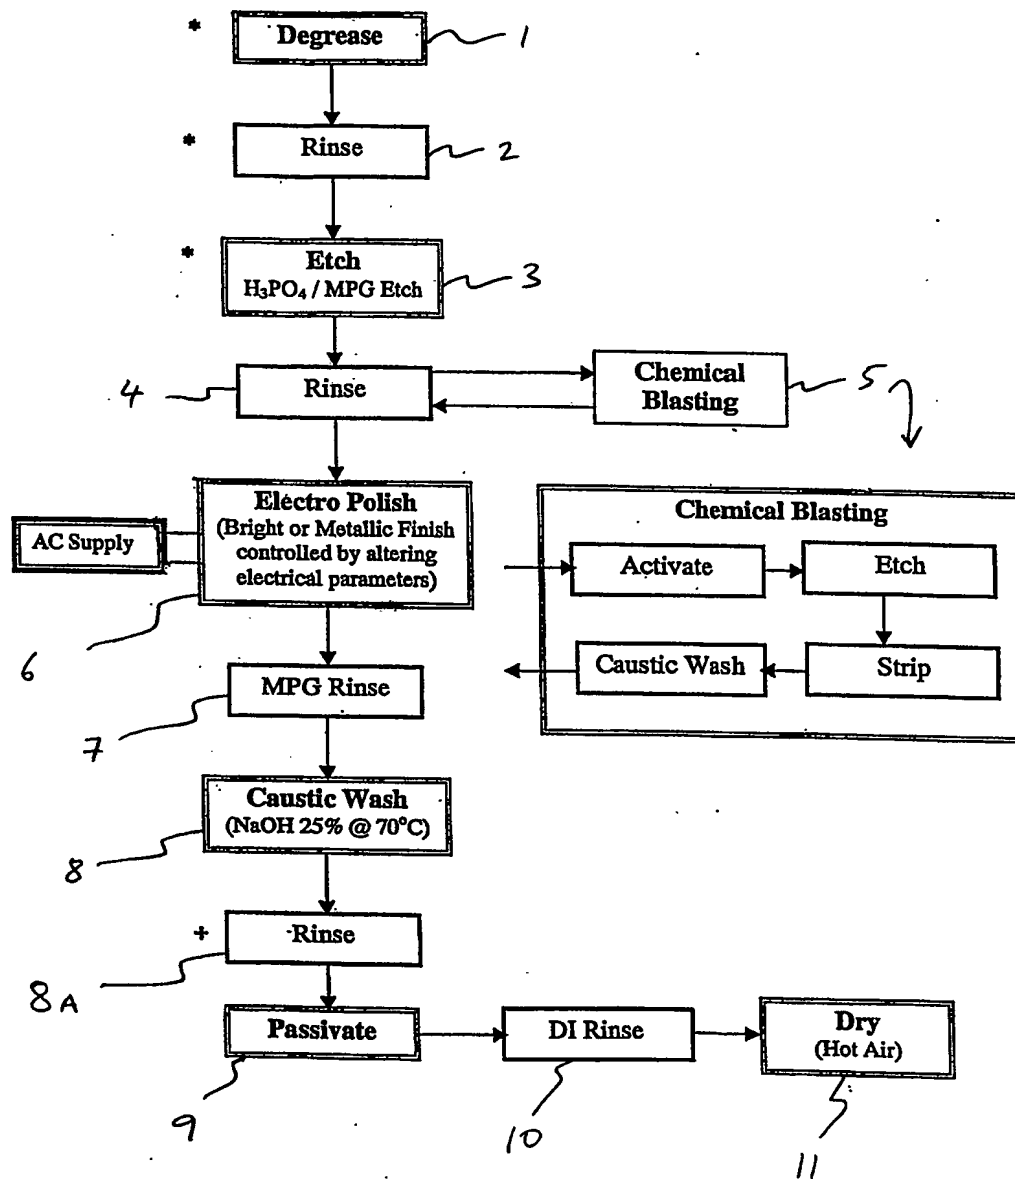 * Degrease 1
* Rinse 2
* Etch 3
H₃PO₄ / MPG Etch
4 Rinse
Chemical 5
Blasting
Electro Polish
(Bright or Metallic Finish
controlled by altering
electrical parameters)
AC Supply
6
Chemical Blasting
Activate
Etch
Caustic Wash
Strip
MPG Rinse
7
Caustic Wash
(NaOH 25% @ 70°C)
8
+ Rinse
8A
Passivate
9
DI Rinse
10
Dry
(Hot Air)
11